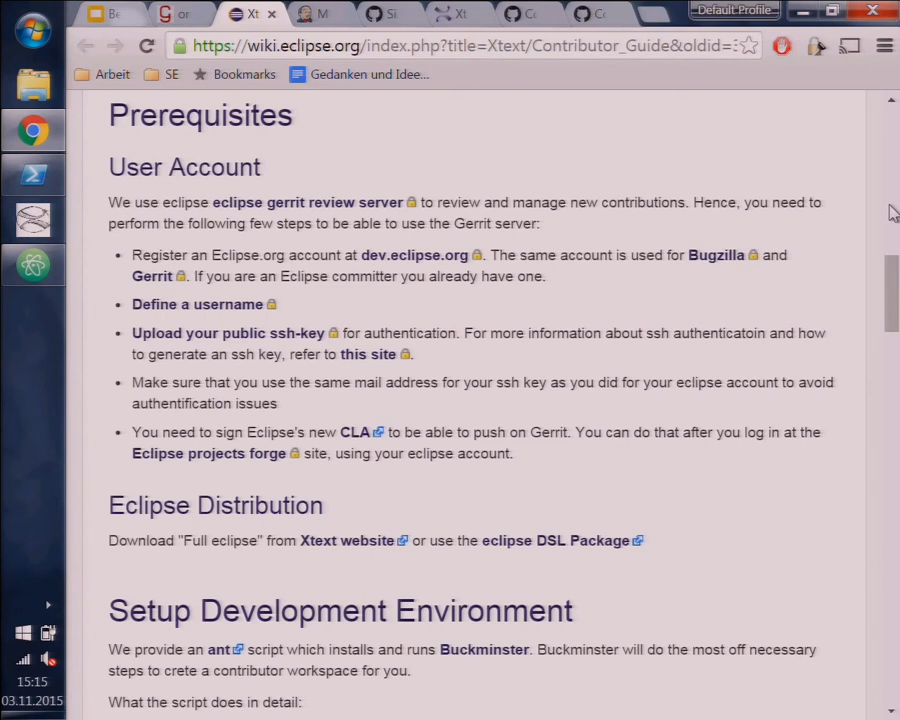 Be
or
Xt
M
Si
Xt
Co
Co
Default Profile
https://wiki.eclipse.org/index.php?title=Xtext/Contributor_Guide&oldid=
Arbeit SE Bookmarks Gedanken und Idee...
Prerequisites
User Account
We use eclipse eclipse gerrit review server to review and manage new contributions. Hence, you need to
perform the following few steps to be able to use the Gerrit server:
• Register an Eclipse.org account at dev.eclipse.org . The same account is used for Bugzilla and
Gerrit . If you are an Eclipse committer you already have one.
• Define a username
• Upload your public ssh-key for authentication. For more information about ssh authenticatoin and how
to generate an ssh key, refer to this site .
• Make sure that you use the same mail address for your ssh key as you did for your eclipse account to avoid
authentification issues
• You need to sign Eclipse's new CLA to be able to push on Gerrit. You can do that after you log in at the
Eclipse projects forge site, using your eclipse account.
Eclipse Distribution
Download "Full eclipse" from Xtext website or use the eclipse DSL Package
Setup Development Environment
We provide an ant script which installs and runs Buckminster. Buckminster will do the most off necessary
steps to crete a contributor workspace for you.
What the script does in detail:
15:15
03.11.2015